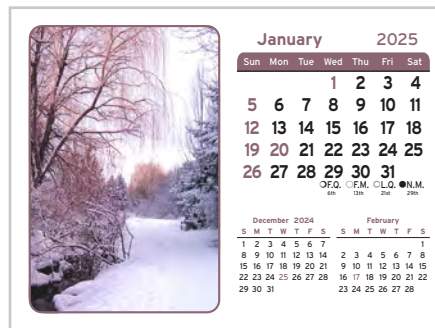 January 2025
Sun Mon Tue Wed Thu Fri Sat
1 2 3 4
5 6 7 8 9 10 11
12 13 14 15 16 17 18
19 20 21 22 23 24 25
26 27 28 29 30 31
F.Q. F.M. L.Q. N.M.
6th 13th 21st 29th
December 2024
S M T W T F S
1 2 3 4 5 6 7
8 9 10 11 12 13 14
15 16 17 18 19 20 21
22 23 24 25 26 27 28
29 30 31
February
S M T W T F S
1
2 3 4 5 6 7 8
9 10 11 12 13 14 15
16 17 18 19 20 21 22
23 24 25 26 27 28